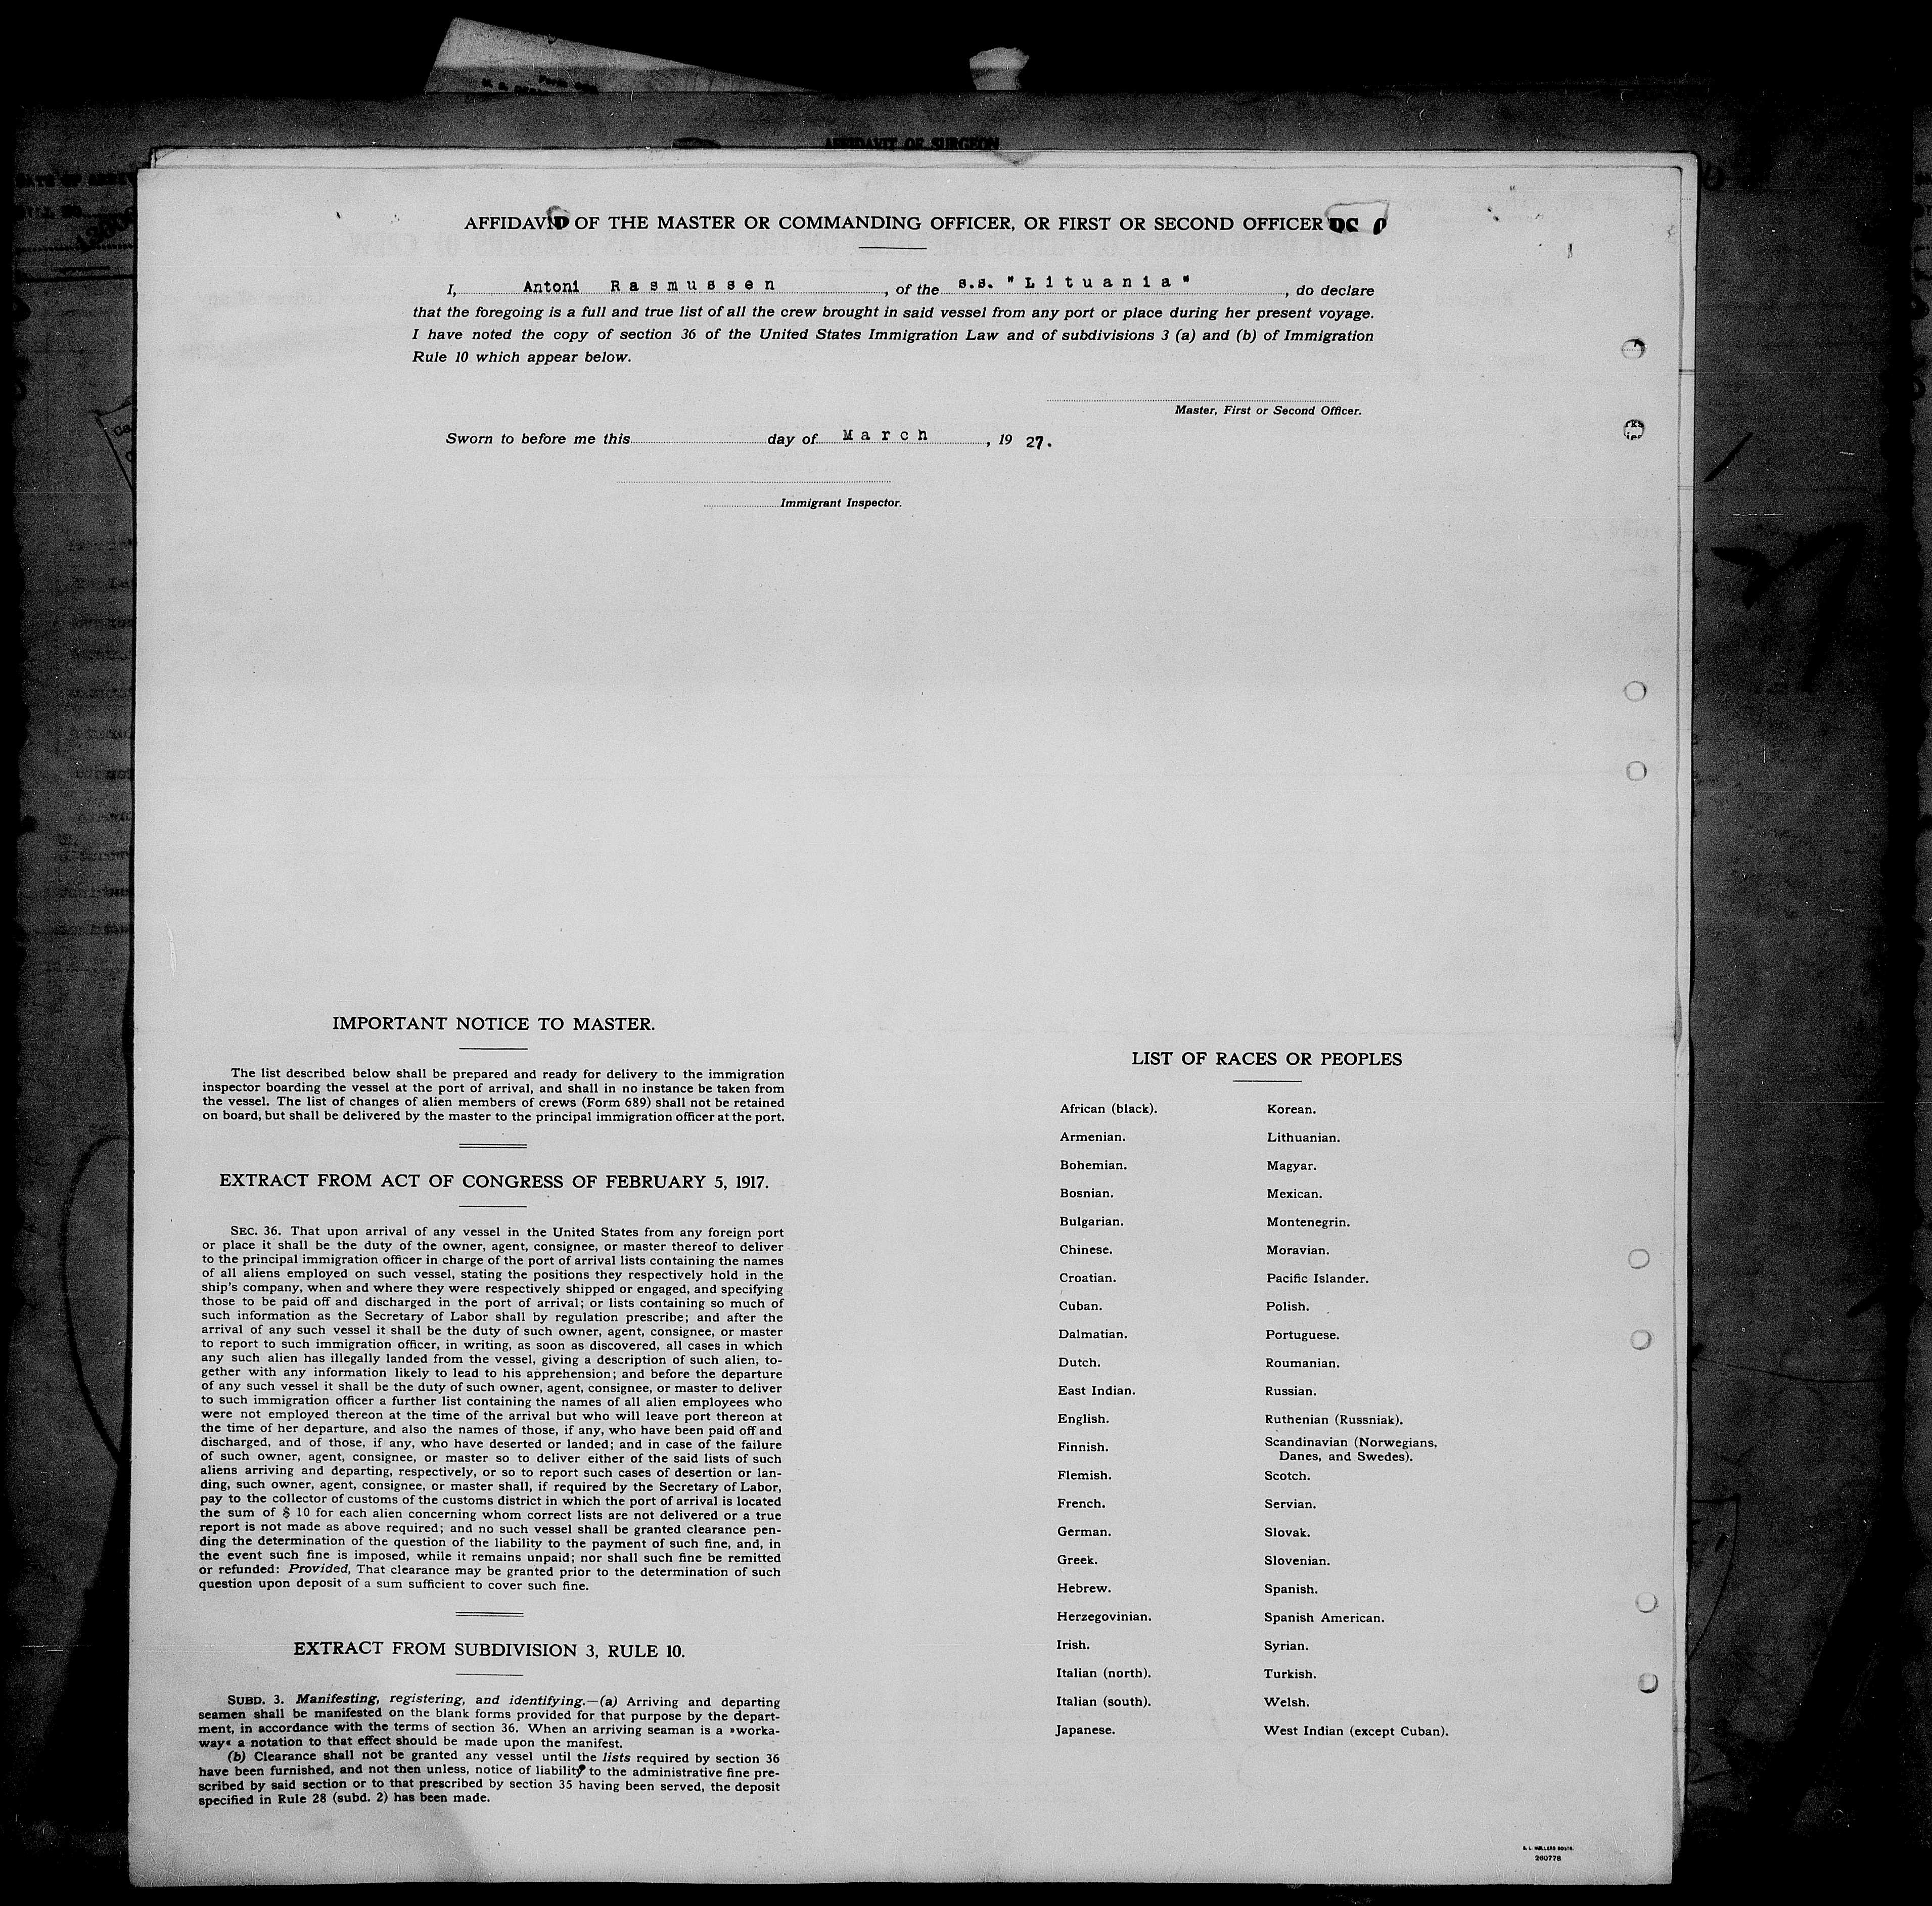 AFFIDAVIT OF SURGEON
AFFIDAVIT OF THE MASTER OR COMMANDING OFFICER, OR FIRST OR SECOND OFFICER
I, Antoni Rasmussen, of the s.s. "Lituania", do declare
that the foregoing is a full and true list of all the crew brought in said vessel from any port or place during her present voyage.
I have noted the copy of section 36 of the United States Immigration Law and of subdivisions 3 (a) and (b) of Immigration
Rule 10 which appear below.
Master, First or Second Officer.
Sworn to before me this day of March, 19 27.
Immigrant Inspector.
IMPORTANT NOTICE TO MASTER.
The list described below shall be prepared and ready for delivery to the immigration
inspector boarding the vessel at the port of arrival, and shall in no instance be taken from
the vessel. The list of changes of alien members of crews (Form 689) shall not be retained
on board, but shall be delivered by the master to the principal immigration officer at the port.
EXTRACT FROM ACT OF CONGRESS OF FEBRUARY 5, 1917.
SEC. 36. That upon arrival of any vessel in the United States from any foreign port
or place it shall be the duty of the owner, agent, consignee, or master thereof to deliver
to the principal immigration officer in charge of the port of arrival lists containing the names
of all aliens employed on such vessel, stating the positions they respectively hold in the
ship's company, when and where they were respectively shipped or engaged, and specifying
those to be paid off and discharged in the port of arrival; or lists containing so much of
such information as the Secretary of Labor shall by regulation prescribe; and after the
arrival of any such vessel it shall be the duty of such owner, agent, consignee, or master
to report to such immigration officer, in writing, as soon as discovered, all cases in which
any such alien has illegally landed from the vessel, giving a description of such alien, to-
gether with any information likely to lead to his apprehension; and before the departure
of any such vessel it shall be the duty of such owner, agent, consignee, or master to deliver
to such immigration officer a further list containing the names of all alien employees who
were not employed thereon at the time of the arrival but who will leave port thereon at
the time of her departure, and also the names of those, if any, who have been paid off and
discharged, and of those, if any, who have deserted or landed; and in case of the failure
of such owner, agent, consignee, or master so to deliver either of the said lists of such
aliens arriving and departing, respectively, or so to report such cases of desertion or lan-
ding, such owner, agent, consignee, or master shall, if required by the Secretary of Labor,
pay to the collector of customs of the customs district in which the port of arrival is located
the sum of $ 10 for each alien concerning whom correct lists are not delivered or a true
report is not made as above required; and no such vessel shall be granted clearance pen-
ding the determination of the question of the liability to the payment of such fine, and, in
the event such fine is imposed, while it remains unpaid; nor shall such fine be remitted
or refunded: Provided, That clearance may be granted prior to the determination of such
question upon deposit of a sum sufficient to cover such fine.
EXTRACT FROM SUBDIVISION 3, RULE 10.
SUBD. 3. Manifesting, registering, and identifying.—(a) Arriving and departing
seamen shall be manifested on the blank forms provided for that purpose by the depart-
ment, in accordance with the terms of section 36. When an arriving seaman is a »worka-
way« a notation to that effect should be made upon the manifest.
(b) Clearance shall not be granted any vessel until the lists required by section 36
have been furnished, and not then unless, notice of liability to the administrative fine pre-
scribed by said section or to that prescribed by section 35 having been served, the deposit
specified in Rule 28 (subd. 2) has been made.
LIST OF RACES OR PEOPLES
African (black). Korean.
Armenian. Lithuanian.
Bohemian. Magyar.
Bosnian. Mexican.
Bulgarian. Montenegrin.
Chinese. Moravian.
Croatian. Pacific Islander.
Cuban. Polish.
Dalmatian. Portuguese.
Dutch. Roumanian.
East Indian. Russian.
English. Ruthenian (Russniak).
Finnish. Scandinavian (Norwegians,
Danes, and Swedes).
Flemish. Scotch.
French. Servian.
German. Slovak.
Greek. Slovenian.
Hebrew. Spanish.
Herzegovinian. Spanish American.
Irish. Syrian.
Italian (north). Turkish.
Italian (south). Welsh.
Japanese. West Indian (except Cuban).
260778